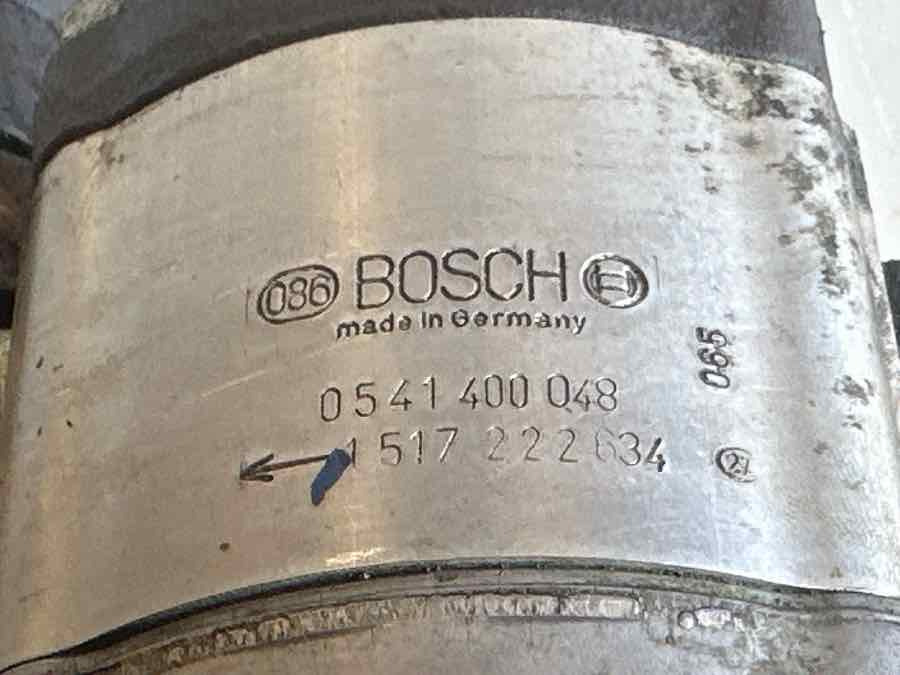 086 BOSCH
made in Germany
065
0 541 400 048
1 517 222 634